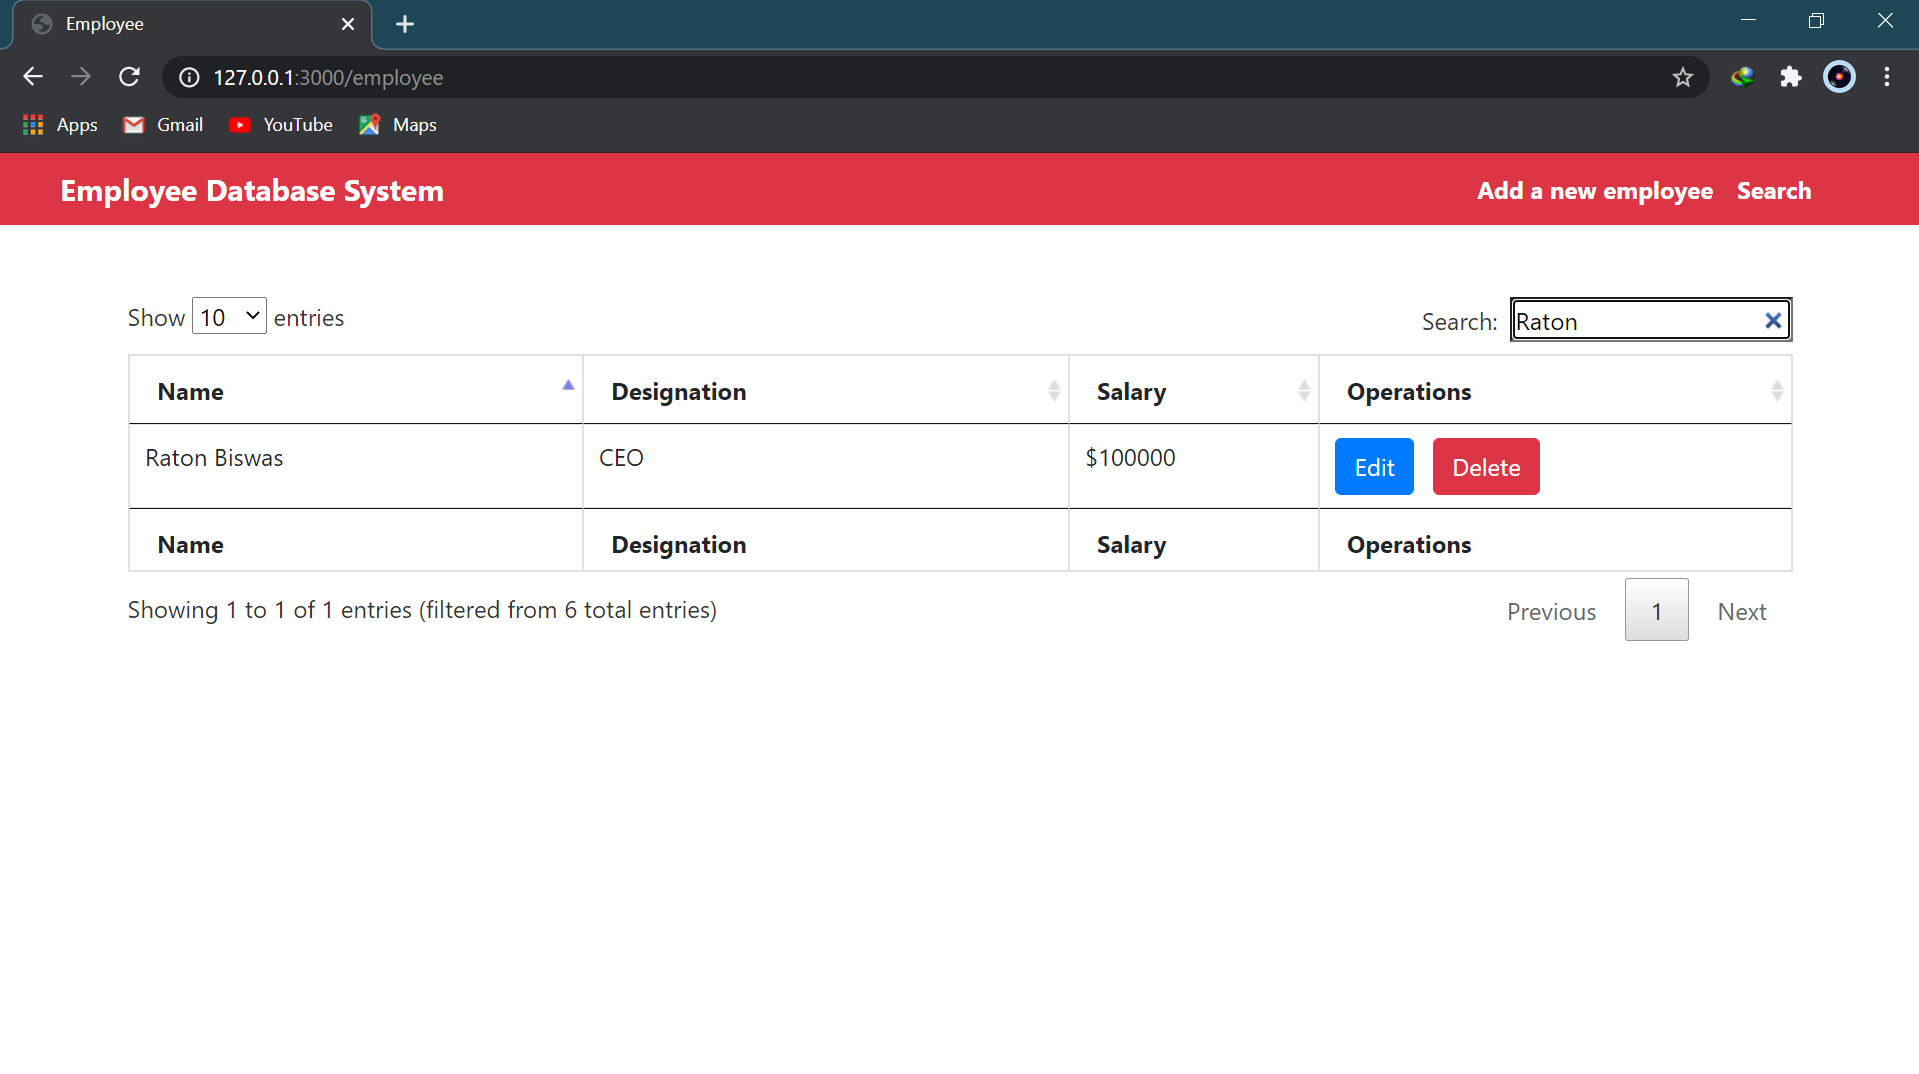 Employee
127.0.0.1:3000/employee
Apps Gmail YouTube Maps
Employee Database System Add a new employee Search
Show 10 entries Search: Raton
Name Designation Salary Operations
Raton Biswas CEO $100000 Edit Delete
Name Designation Salary Operations
Showing 1 to 1 of 1 entries (filtered from 6 total entries) Previous 1 Next